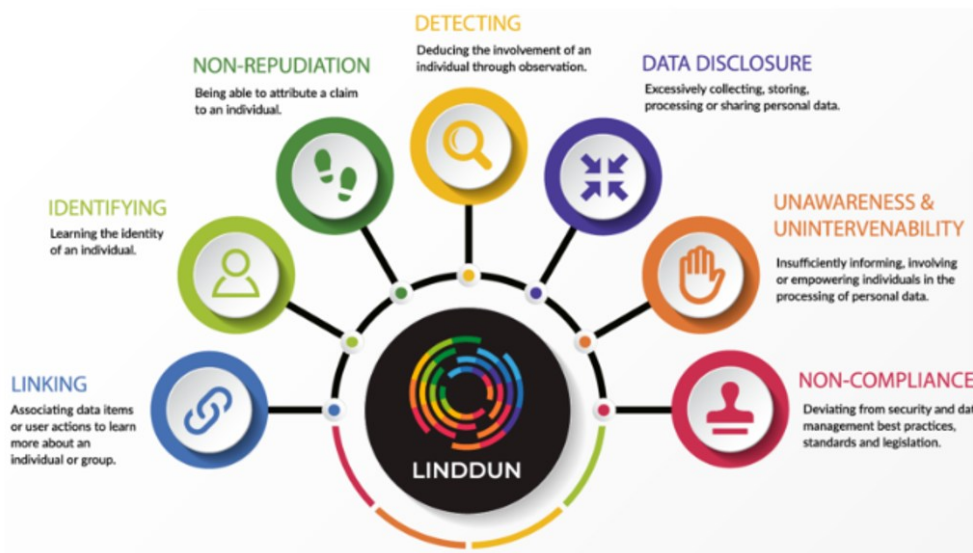 DETECTING
Deducing the involvement of an
individual through observation.
NON-REPUDIATION
Being able to attribute a claim
to an individual.
DATA DISCLOSURE
Excessively collecting, storing,
processing or sharing personal data.
IDENTIFYING
Learning the identity
of an individual.
UNAWARENESS &
UNINTERVENABILITY
Insufficiently informing, involving
or empowering individuals in the
processing of personal data.
LINKING
Associating data items
or user actions to learn
more about an
individual or group.
NON-COMPLIANCE
Deviating from security and dat
management best practices,
standards and legislation.
LINDDUN